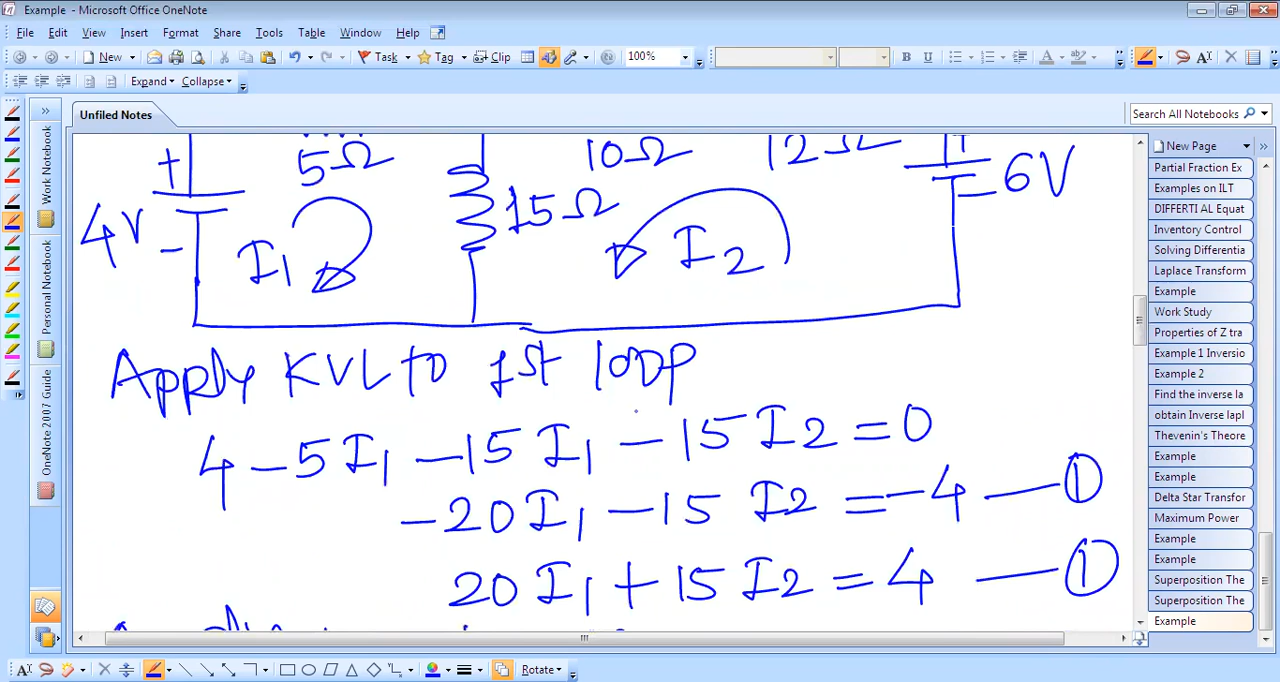 Example - Microsoft Office OneNote
File Edit View Insert Format Share Tools Table Window Help
New Task Tag Clip 100% B U A
Expand Collapse
Unfiled Notes
Search All Notebooks
New Page
Partial Fraction Ex
Examples on ILT
DIFFERTI AL Equat
Inventory Control
Solving Differentia
Laplace Transform
Example
Work Study
Properties of Z tra
Example 1 Inversio
Example 2
Find the inverse la
obtain Inverse lapl
Thevenin's Theore
Example
Example
Delta Star Transfor
Maximum Power
Example
Example
Superposition The
Superposition The
Example
Work Notebook
Personal Notebook
OneNote 2007 Guide
5Ω 10Ω 12Ω
+ 15Ω 6V
4V - I1 I2
Apply KVL to 1st loop
4 - 5I1 - 15I1 - 15I2 = 0
-20I1 - 15I2 = -4 — ①
20I1 + 15I2 = 4 — ①
Rotate